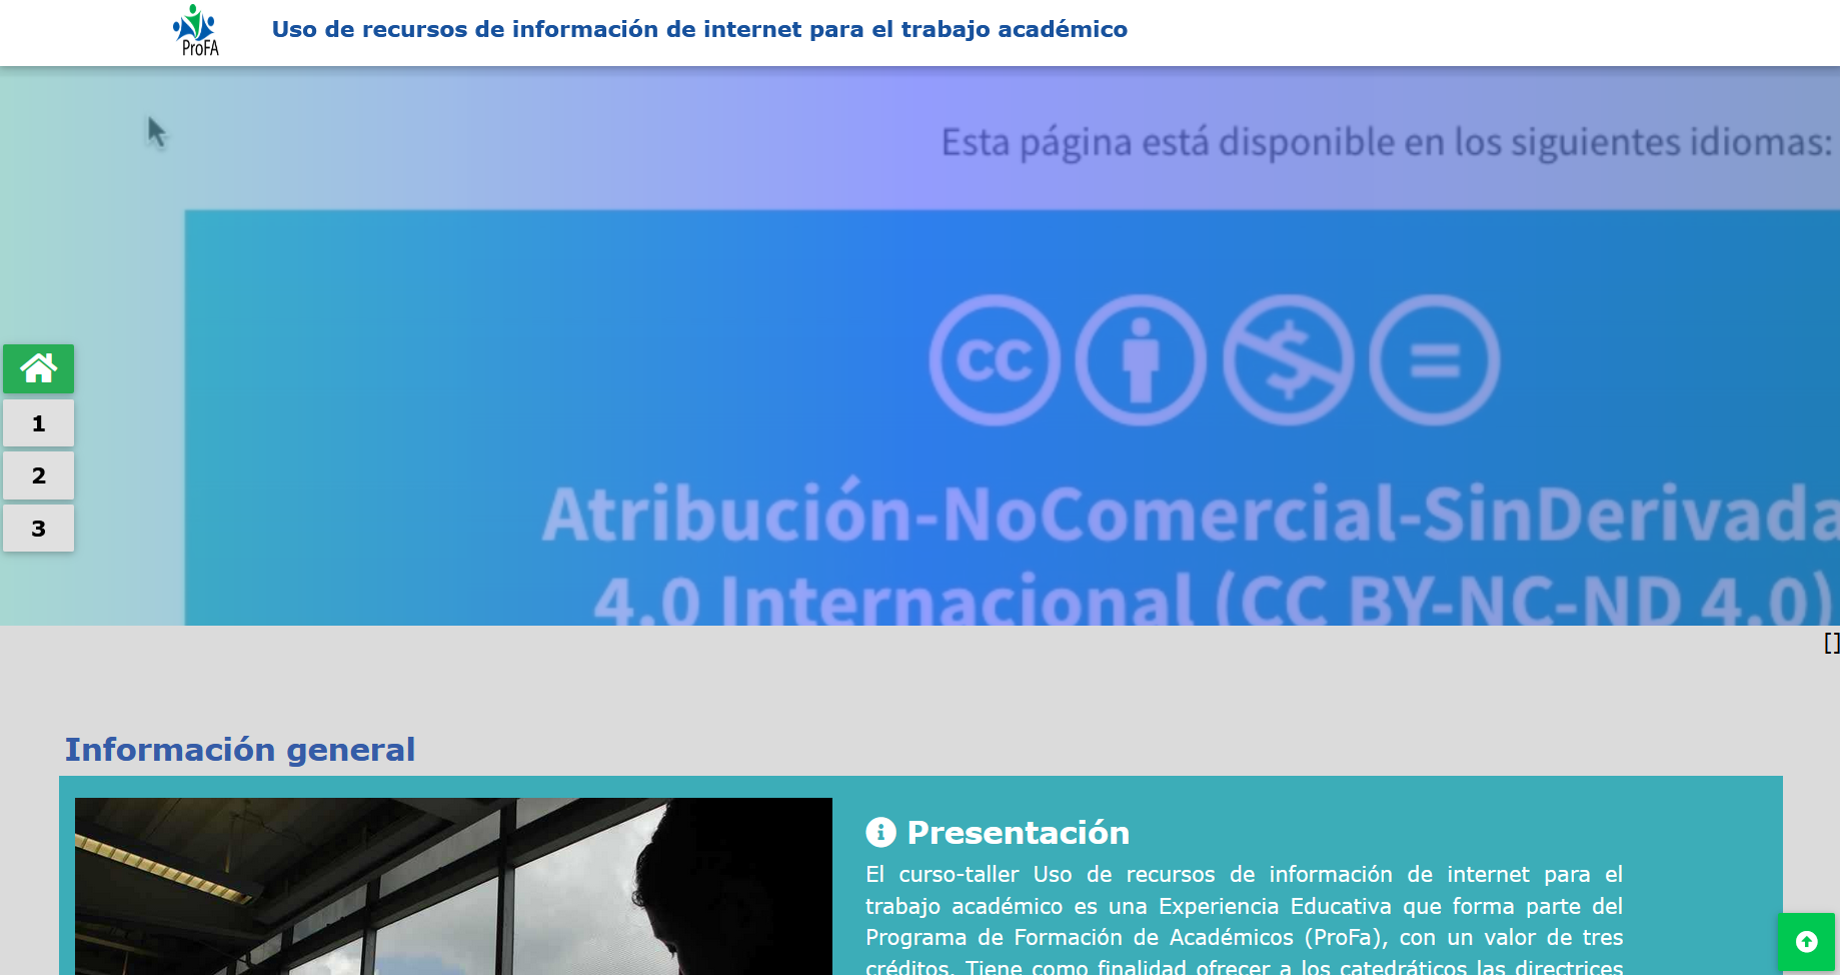 ProFA
Uso de recursos de información de internet para el trabajo académico
Esta página está disponible en los siguientes idiomas:
cc
$
=
Atribución-NoComercial-SinDerivada
4.0 Internacional (CC BY-NC-ND 4.0)
1
2
3
[]
Información general
Presentación
El curso-taller Uso de recursos de información de internet para el
trabajo académico es una Experiencia Educativa que forma parte del
Programa de Formación de Académicos (ProFa), con un valor de tres
créditos. Tiene como finalidad ofrecer a los catedráticos las directrices